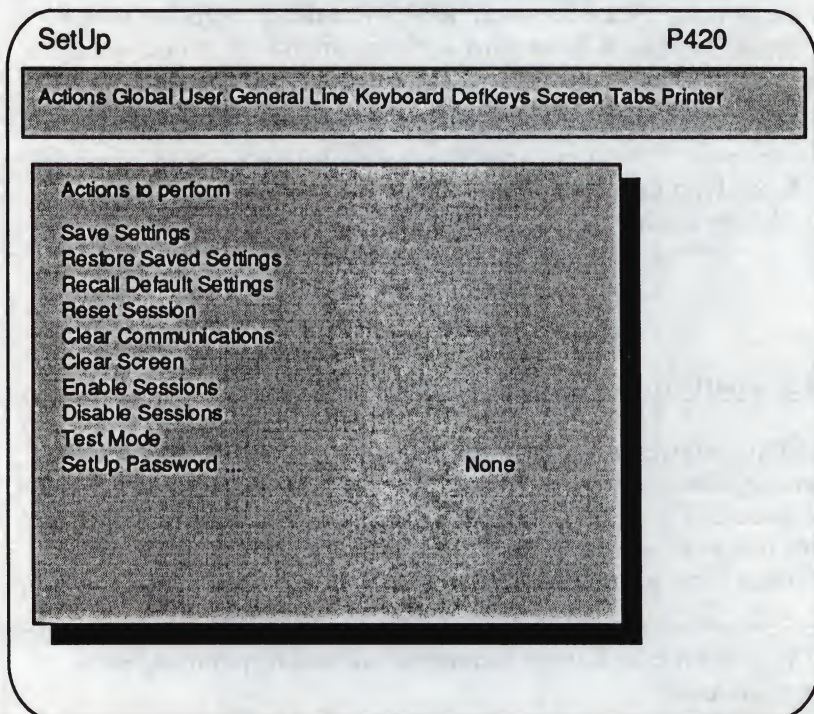 SetUp P420
Actions Global User General Line Keyboard DefKeys Screen Tabs Printer
Actions to perform
Save Settings
Restore Saved Settings
Recall Default Settings
Reset Session
Clear Communications
Clear Screen
Enable Sessions
Disable Sessions
Test Mode
SetUp Password ... None